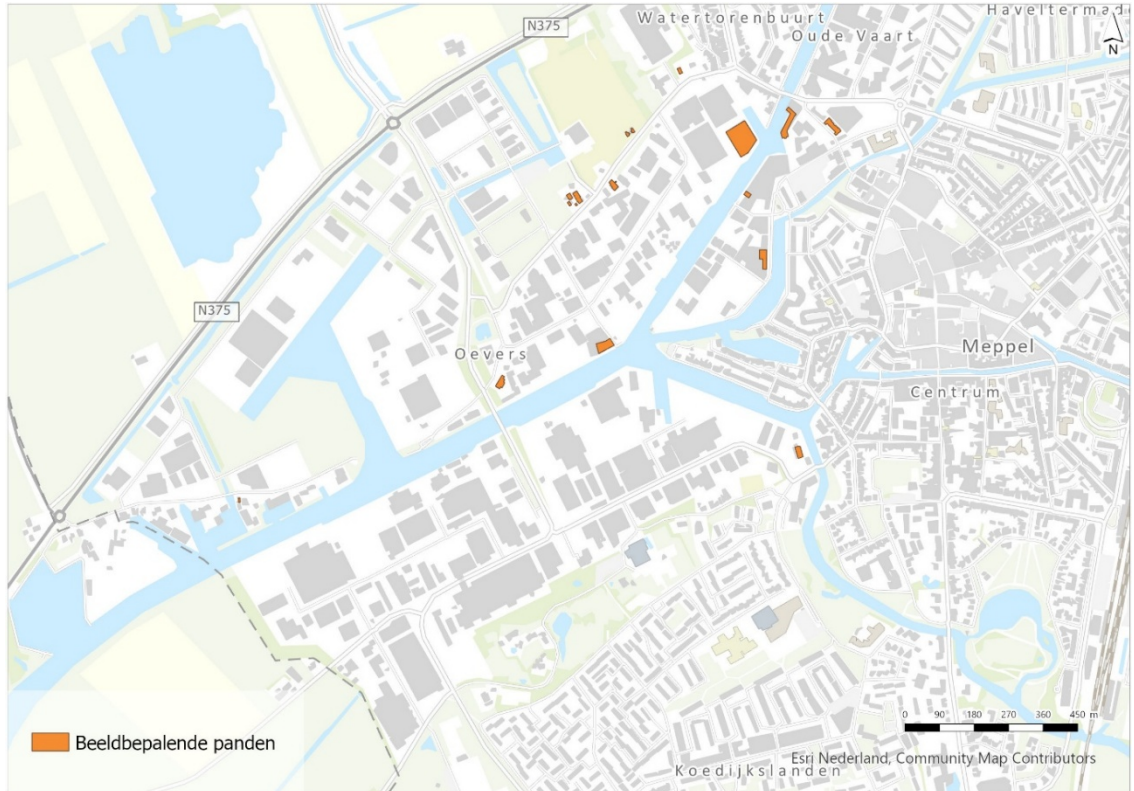 N375
Watertorenbuurt
Oude Vaart
Haveltermad
N
N375
Oevers
Meppel
Centrum
0 90 180 270 360 450 m
Beeldbepalende panden
Esri Nederland, Community Map Contributors
Koedijkslanden